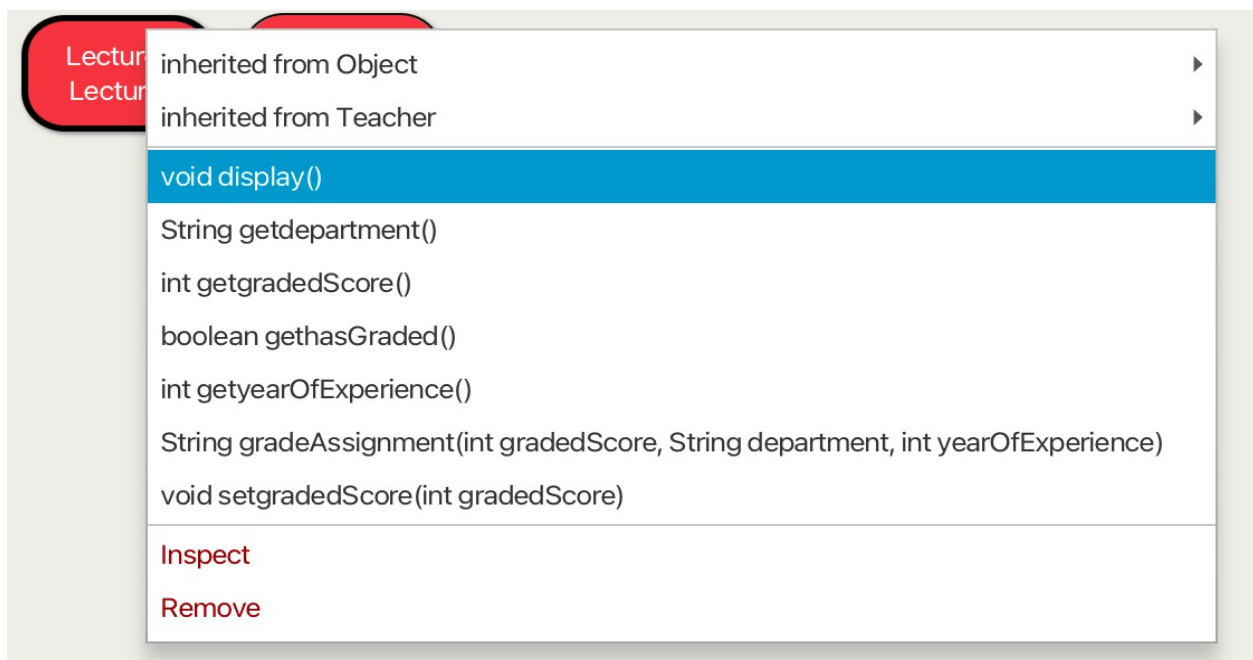 Lectur
Lectur
inherited from Object
inherited from Teacher
void display()
String getdepartment()
int getgradedScore()
boolean gethasGraded()
int getyearOfExperience()
String gradeAssignment(int gradedScore, String department, int yearOfExperience)
void setgradedScore(int gradedScore)
Inspect
Remove